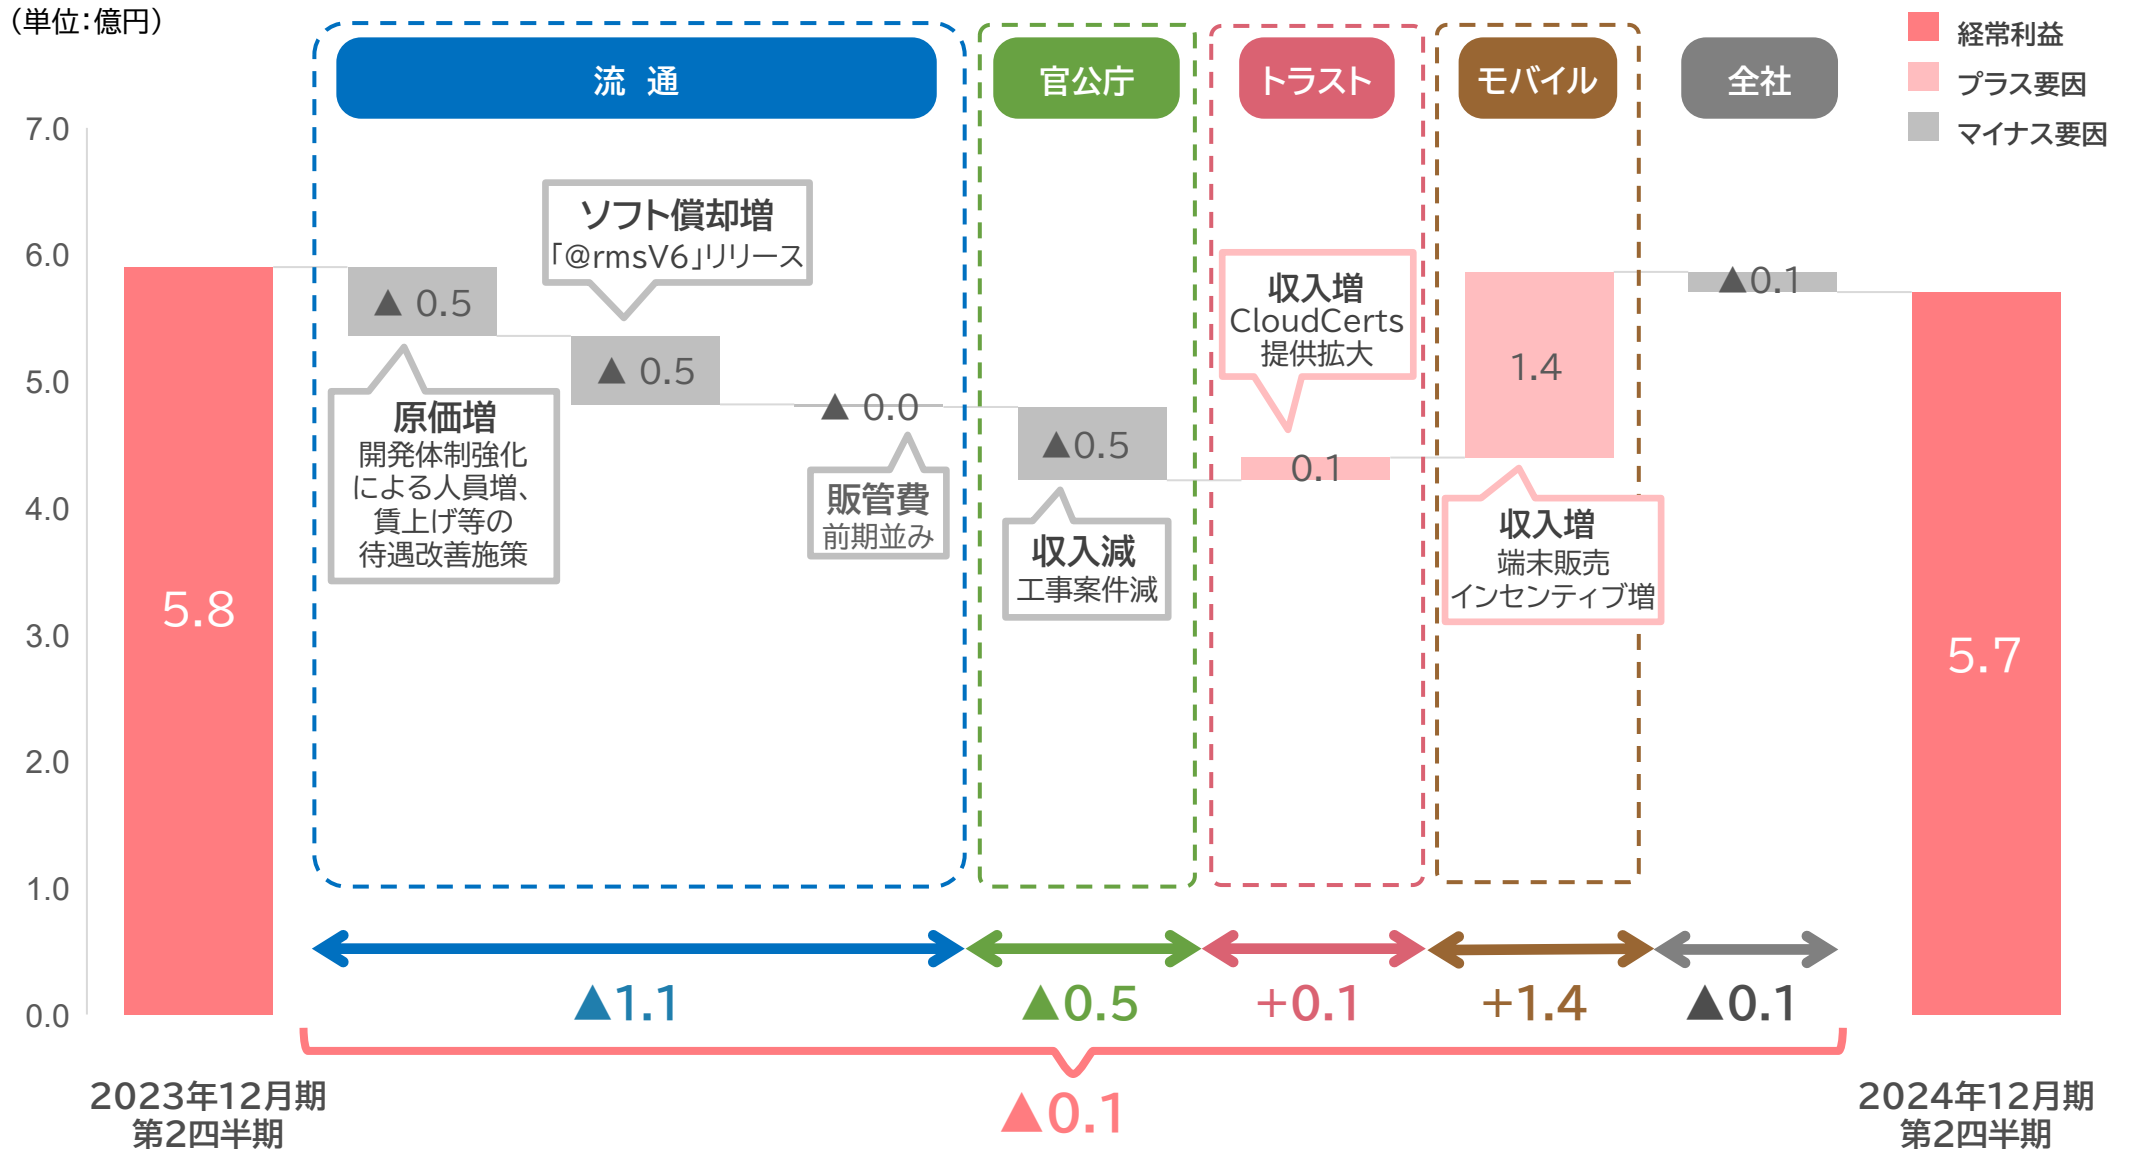 （単位：億円）
流 通
官公庁
トラスト
モバイル
全社
経常利益
プラス要因
マイナス要因
7.0
6.0
5.0
4.0
3.0
2.0
1.0
0.0
5.8
▲ 0.5
原価増
開発体制強化
による人員増、
賃上げ等の
待遇改善施策
ソフト償却増
「@rmsV6」リリース
▲ 0.5
▲ 0.0
販管費
前期並み
▲0.5
収入減
工事案件減
収入増
CloudCerts
提供拡大
0.1
1.4
収入増
端末販売
インセンティブ増
▲0.1
5.7
▲1.1
▲0.5
+0.1
+1.4
▲0.1
▲0.1
2023年12月期
第2四半期
2024年12月期
第2四半期